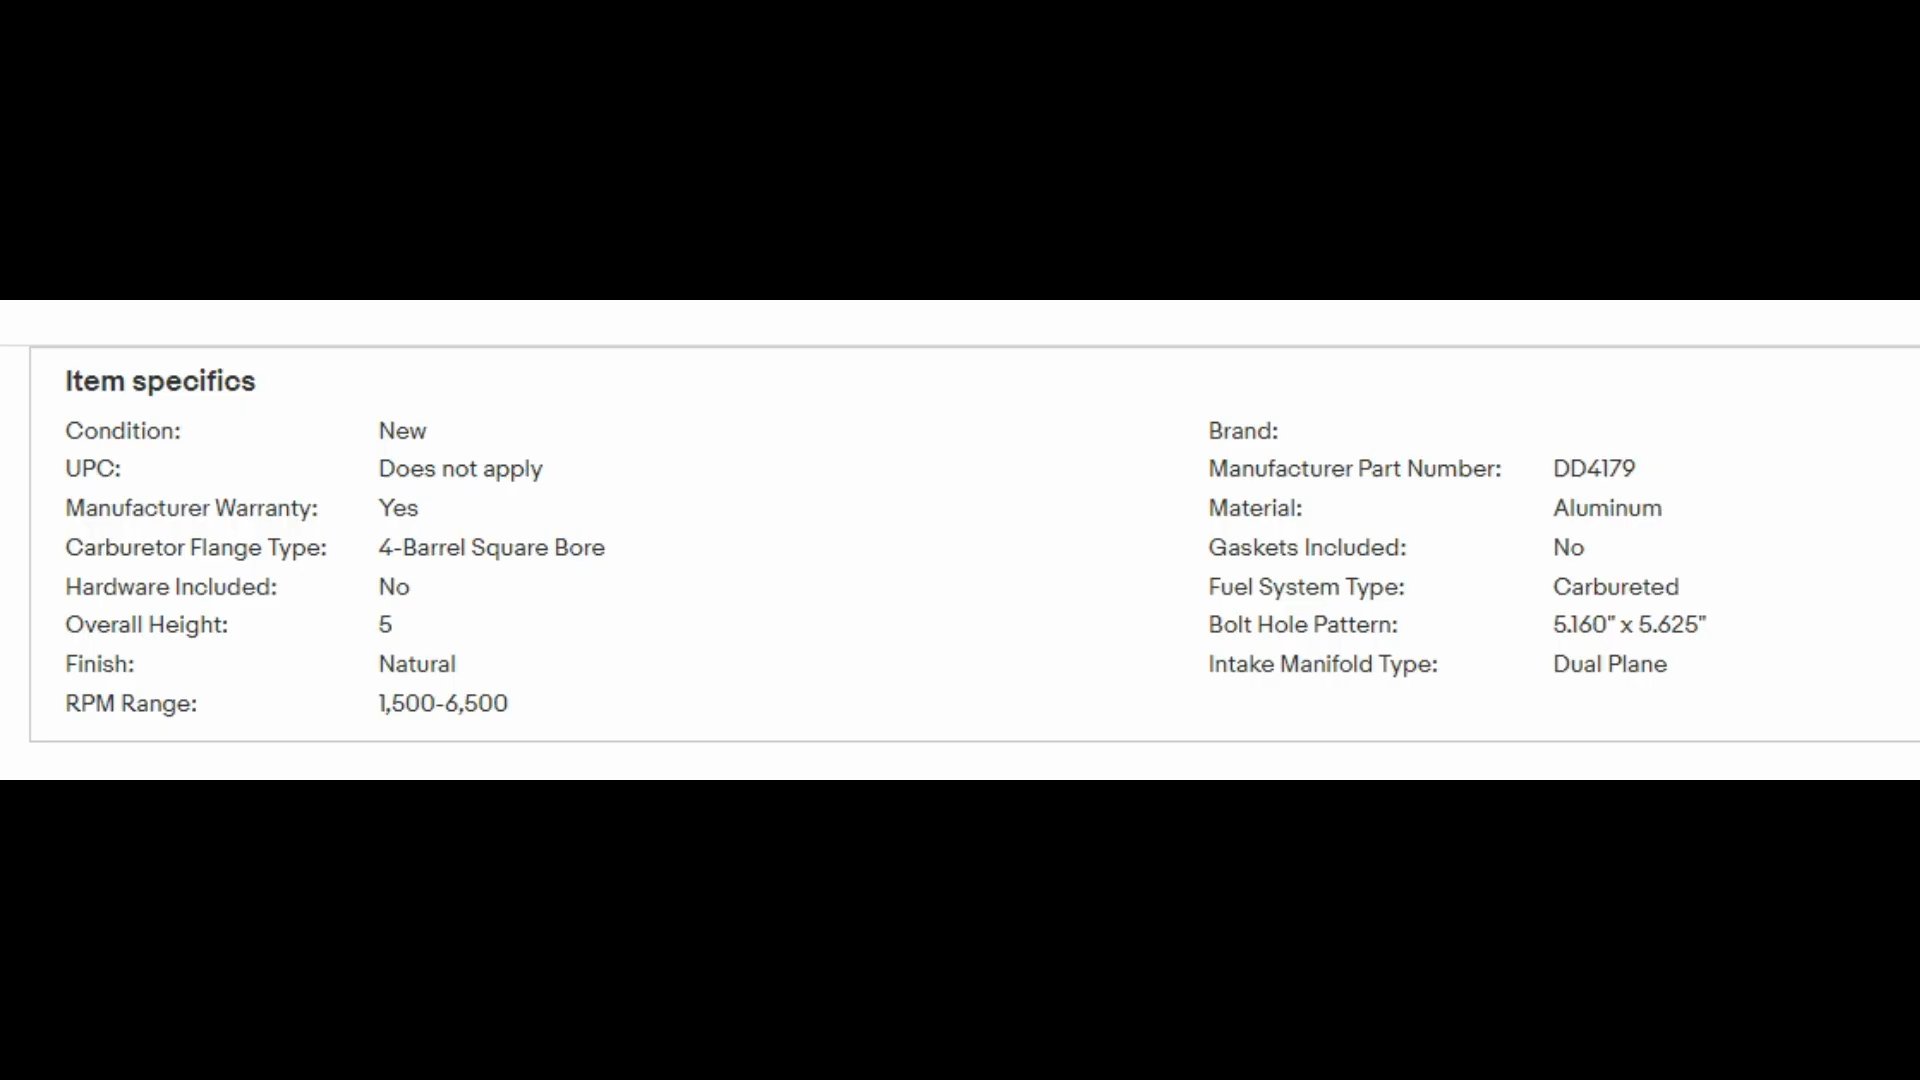 Item specifics
Condition: New
Brand:
UPC: Does not apply
Manufacturer Part Number: DD4179
Manufacturer Warranty: Yes
Material: Aluminum
Carburetor Flange Type: 4-Barrel Square Bore
Gaskets Included: No
Hardware Included: No
Fuel System Type: Carbureted
Overall Height: 5
Bolt Hole Pattern: 5.160" x 5.625"
Finish: Natural
Intake Manifold Type: Dual Plane
RPM Range: 1,500-6,500